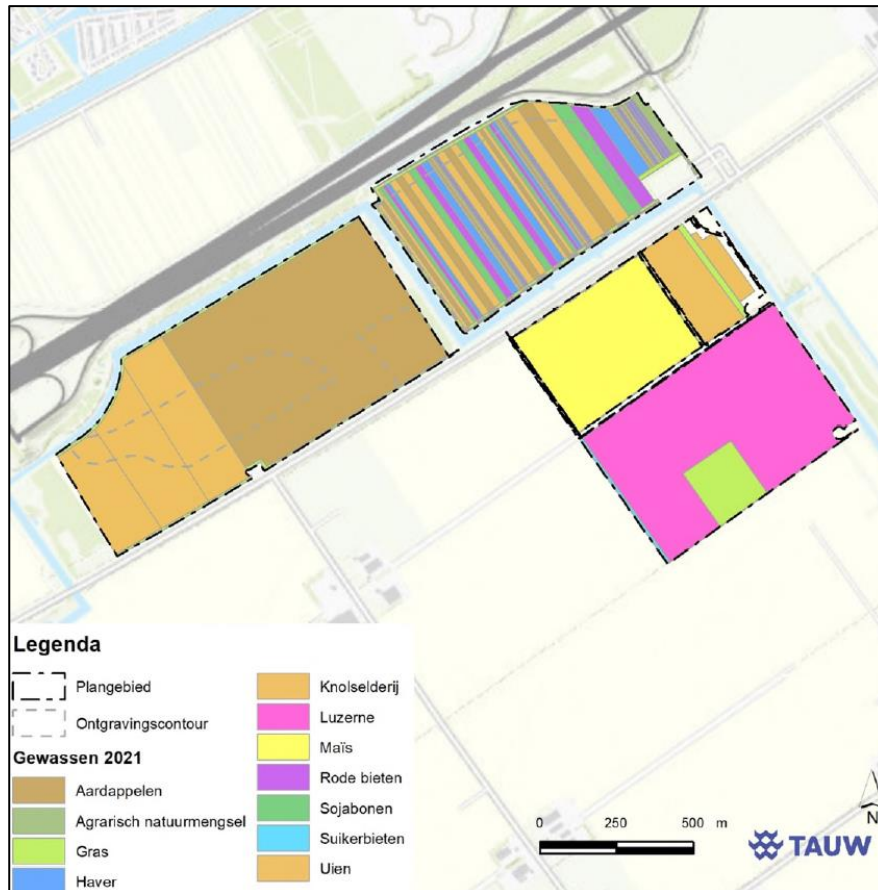 Legenda
Plangebied
Ontgravingscontour
Gewassen 2021
Aardappelen
Agrarisch natuurmengsel
Gras
Haver
Knolselderij
Luzerne
Maïs
Rode bieten
Sojabonen
Suikerbieten
Uien
0 250 500 m
N
TAUW